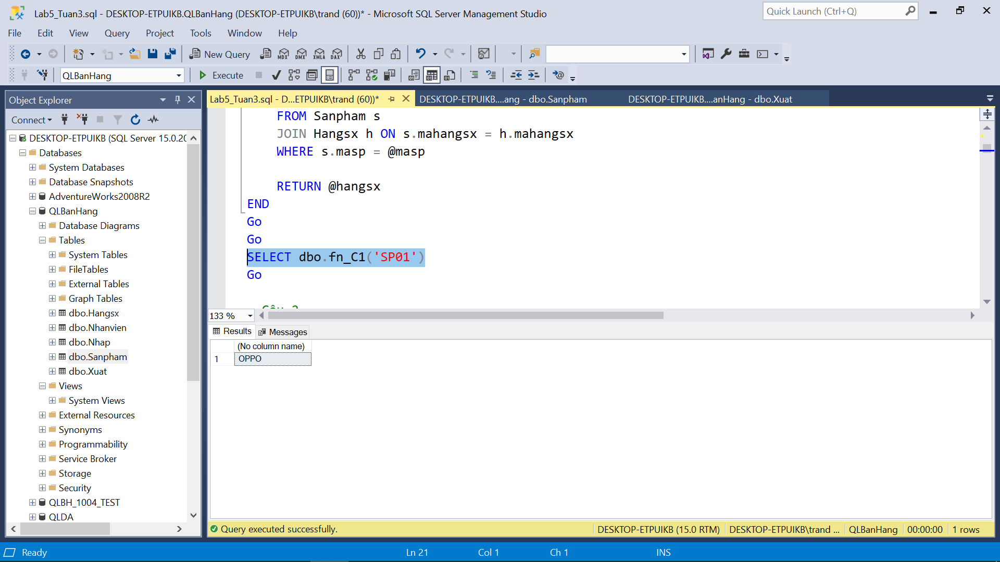 Lab5_Tuan3.sql - DESKTOP-ETPUIKB.QLBanHang (DESKTOP-ETPUIKB\trand (60))* - Microsoft SQL Server Management Studio
Quick Launch (Ctrl+Q)
File Edit View Query Project Tools Window Help
New Query MDX DMX XMLA DAX
QLBanHang Execute
Object Explorer
Lab5_Tuan3.sql - D...ETPUIKB\trand (60))* DESKTOP-ETPUIKB....ang - dbo.Sanpham DESKTOP-ETPUIKB....anHang - dbo.Xuat
Connect
DESKTOP-ETPUIKB (SQL Server 15.0.20
Databases
System Databases
Database Snapshots
AdventureWorks2008R2
QLBanHang
Database Diagrams
Tables
System Tables
FileTables
External Tables
Graph Tables
dbo.Hangsx
dbo.Nhanvien
dbo.Nhap
dbo.Sanpham
dbo.Xuat
Views
System Views
External Resources
Synonyms
Programmability
Service Broker
Storage
Security
QLBH_1004_TEST
QLDA
FROM Sanpham s
JOIN Hangsx h ON s.mahangsx = h.mahangsx
WHERE s.masp = @masp
RETURN @hangsx
END
Go
Go
SELECT dbo.fn_C1('SP01')
Go
133 %
Results Messages
(No column name)
1 OPPO
Query executed successfully. DESKTOP-ETPUIKB (15.0 RTM) DESKTOP-ETPUIKB\trand ... QLBanHang 00:00:00 1 rows
Ready Ln 21 Col 1 Ch 1 INS